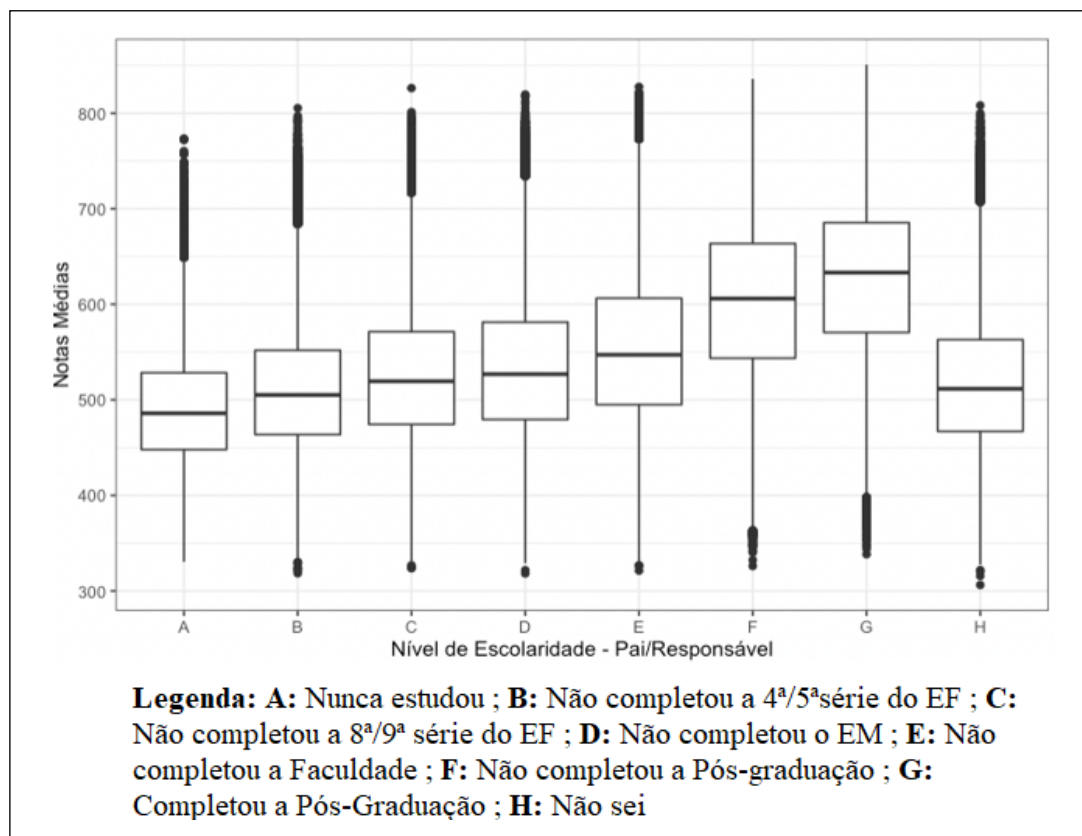 800
700
600
500
400
300
Notas Médias
A B C D E F G H
Nível de Escolaridade - Pai/Responsável
Legenda: A: Nunca estudou ; B: Não completou a 4ª/5ªsérie do EF ; C:
Não completou a 8ª/9ª série do EF ; D: Não completou o EM ; E: Não
completou a Faculdade ; F: Não completou a Pós-graduação ; G:
Completou a Pós-Graduação ; H: Não sei